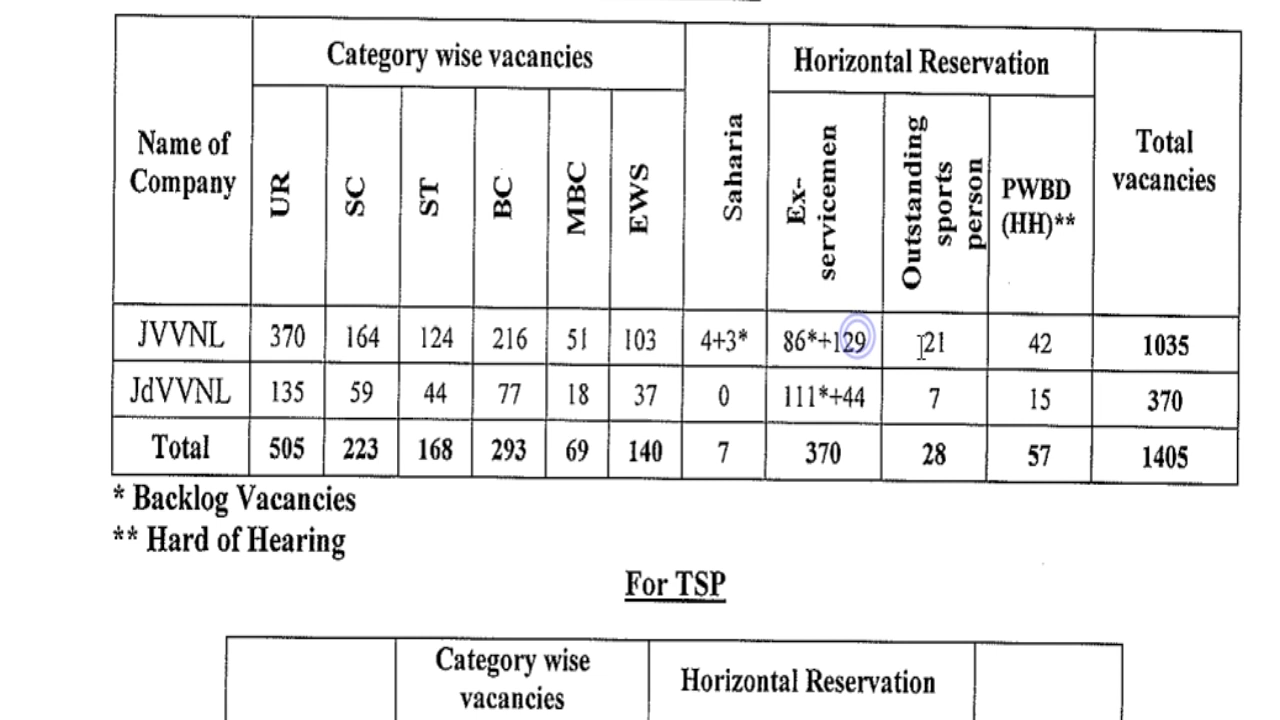 Category wise vacancies
Horizontal Reservation
Name of Company
UR
SC
ST
BC
MBC
EWS
Saharia
Ex-servicemen
Outstanding sports person
PWBD (HH)**
Total vacancies
JVVNL 370 164 124 216 51 103 4+3* 86*+129 21 42 1035
JdVVNL 135 59 44 77 18 37 0 111*+44 7 15 370
Total 505 223 168 293 69 140 7 370 28 57 1405
* Backlog Vacancies
** Hard of Hearing
For TSP
Category wise vacancies
Horizontal Reservation